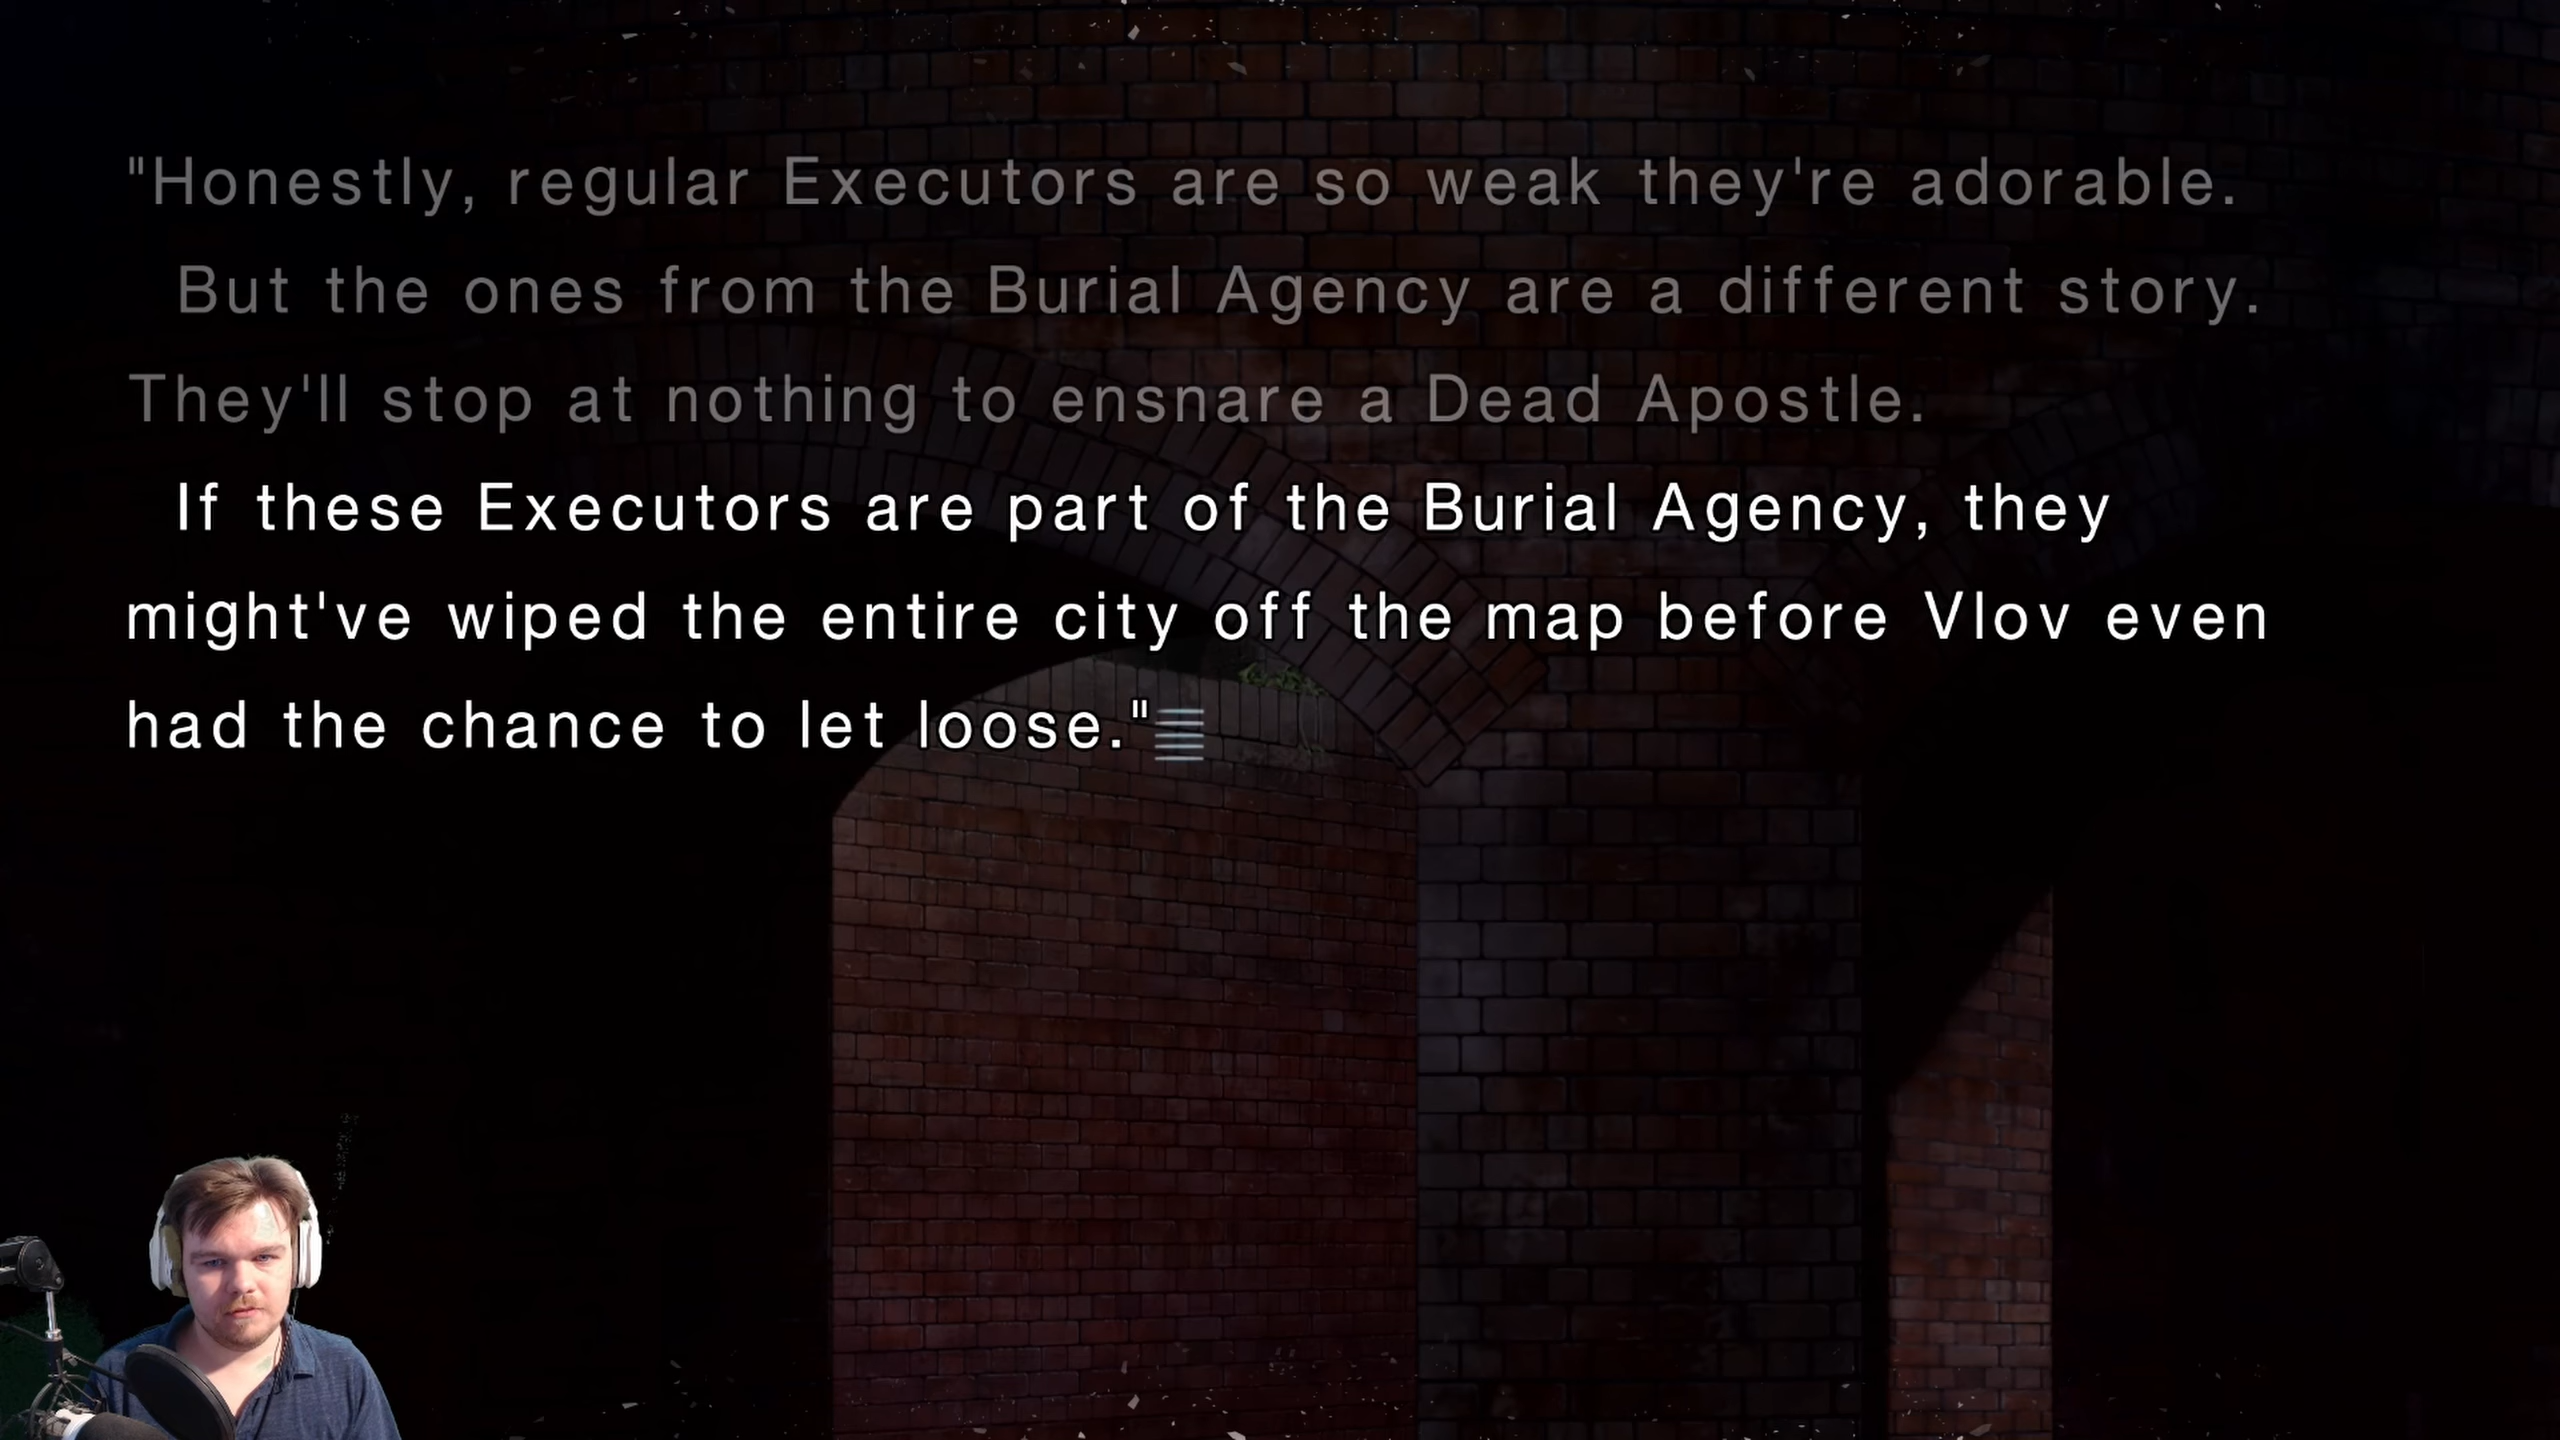 "Honestly, regular Executors are so weak they're adorable.
But the ones from the Burial Agency are a different story.
They'll stop at nothing to ensnare a Dead Apostle.
If these Executors are part of the Burial Agency, they
might've wiped the entire city off the map before Vlov even
had the chance to let loose."